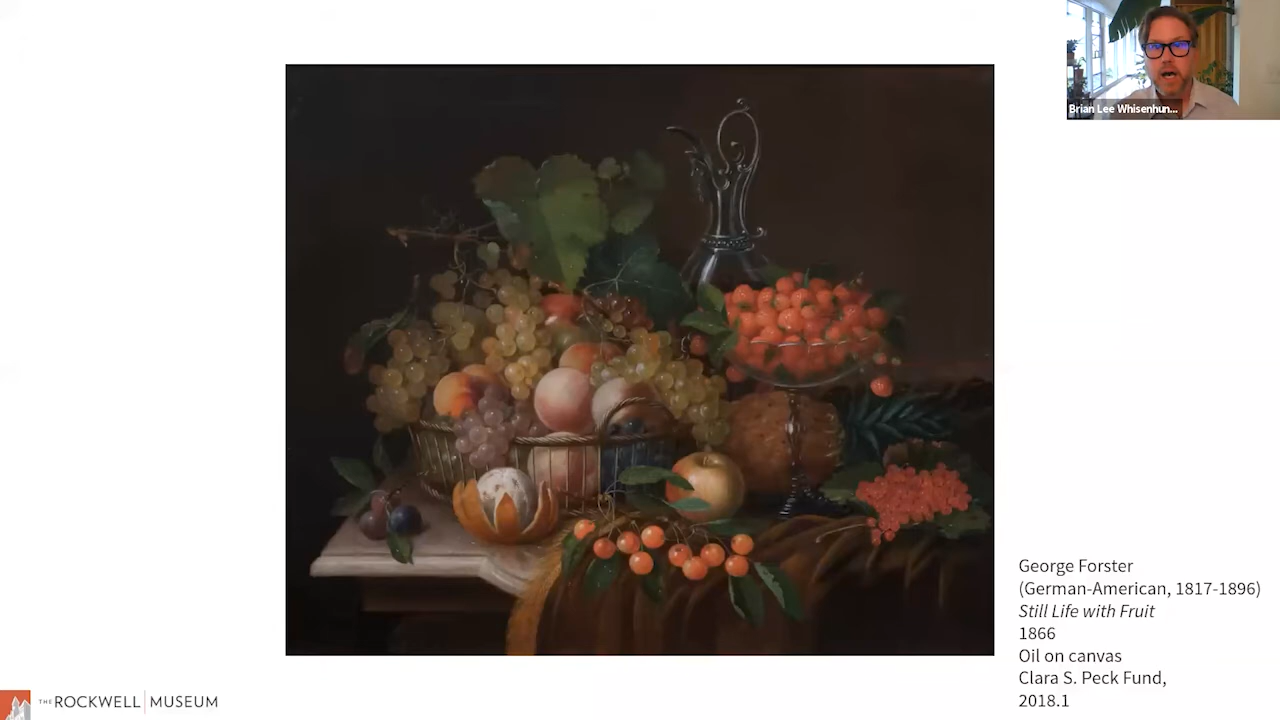 Brian Lee Whisenhun...
George Forster
(German-American, 1817-1896)
Still Life with Fruit
1866
Oil on canvas
Clara S. Peck Fund,
2018.1
THE ROCKWELL MUSEUM